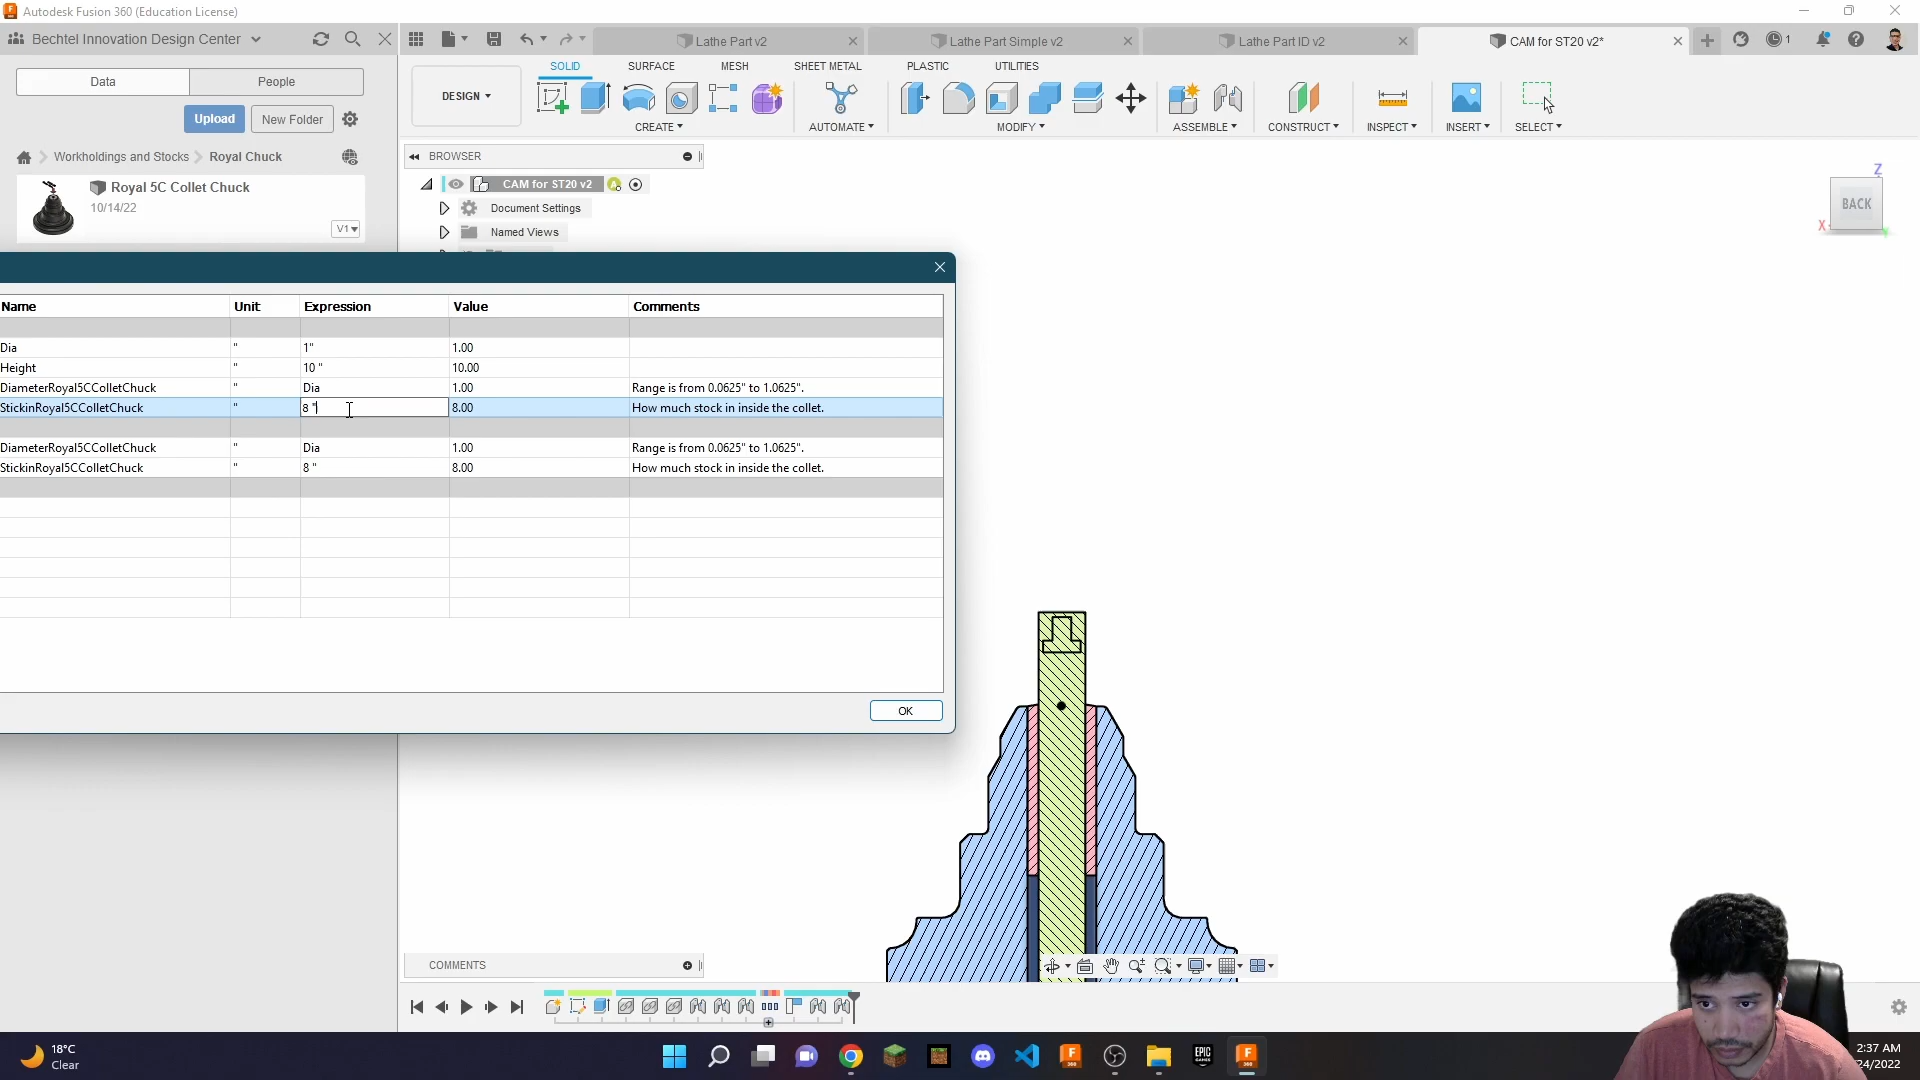 Autodesk Fusion 360 (Education License)
Bechtel Innovation Design Center
Lathe Part v2
Lathe Part Simple v2
Lathe Part ID v2
CAM for ST20 v2*
1
Data
People
SOLID
SURFACE
MESH
SHEET METAL
PLASTIC
UTILITIES
Upload
New Folder
DESIGN
CREATE
AUTOMATE
MODIFY
ASSEMBLE
CONSTRUCT
INSPECT
INSERT
SELECT
Workholdings and Stocks
Royal Chuck
BROWSER
Royal 5C Collet Chuck
10/14/22
V1
CAM for ST20 v2
Document Settings
Named Views
Z
BACK
X
Y
Name Unit Expression Value Comments
Dia " 1" 1.00
Height " 10 " 10.00
DiameterRoyal5CColletChuck " Dia 1.00 Range is from 0.0625" to 1.0625".
StickinRoyal5CColletChuck " 8 " 8.00 How much stock in inside the collet.
DiameterRoyal5CColletChuck " Dia 1.00 Range is from 0.0625" to 1.0625".
StickinRoyal5CColletChuck " 8 " 8.00 How much stock in inside the collet.
OK
COMMENTS
18°C
Clear
EPIC
GAMES
F
360
F
360
2:37 AM
24/2022